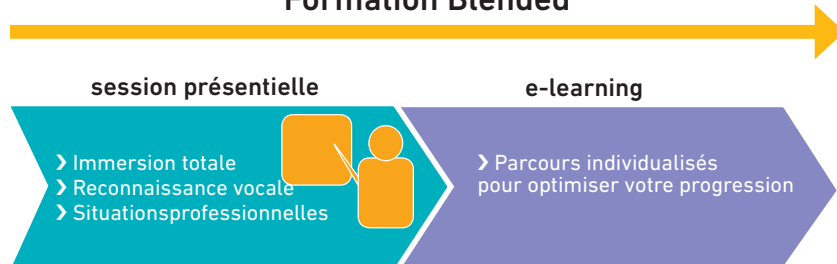 Formation Blended
session présentielle
e-learning
❯ Immersion totale
❯ Reconnaissance vocale
❯ Situationsprofessionnelles
❯ Parcours individualisés
pour optimiser votre progression